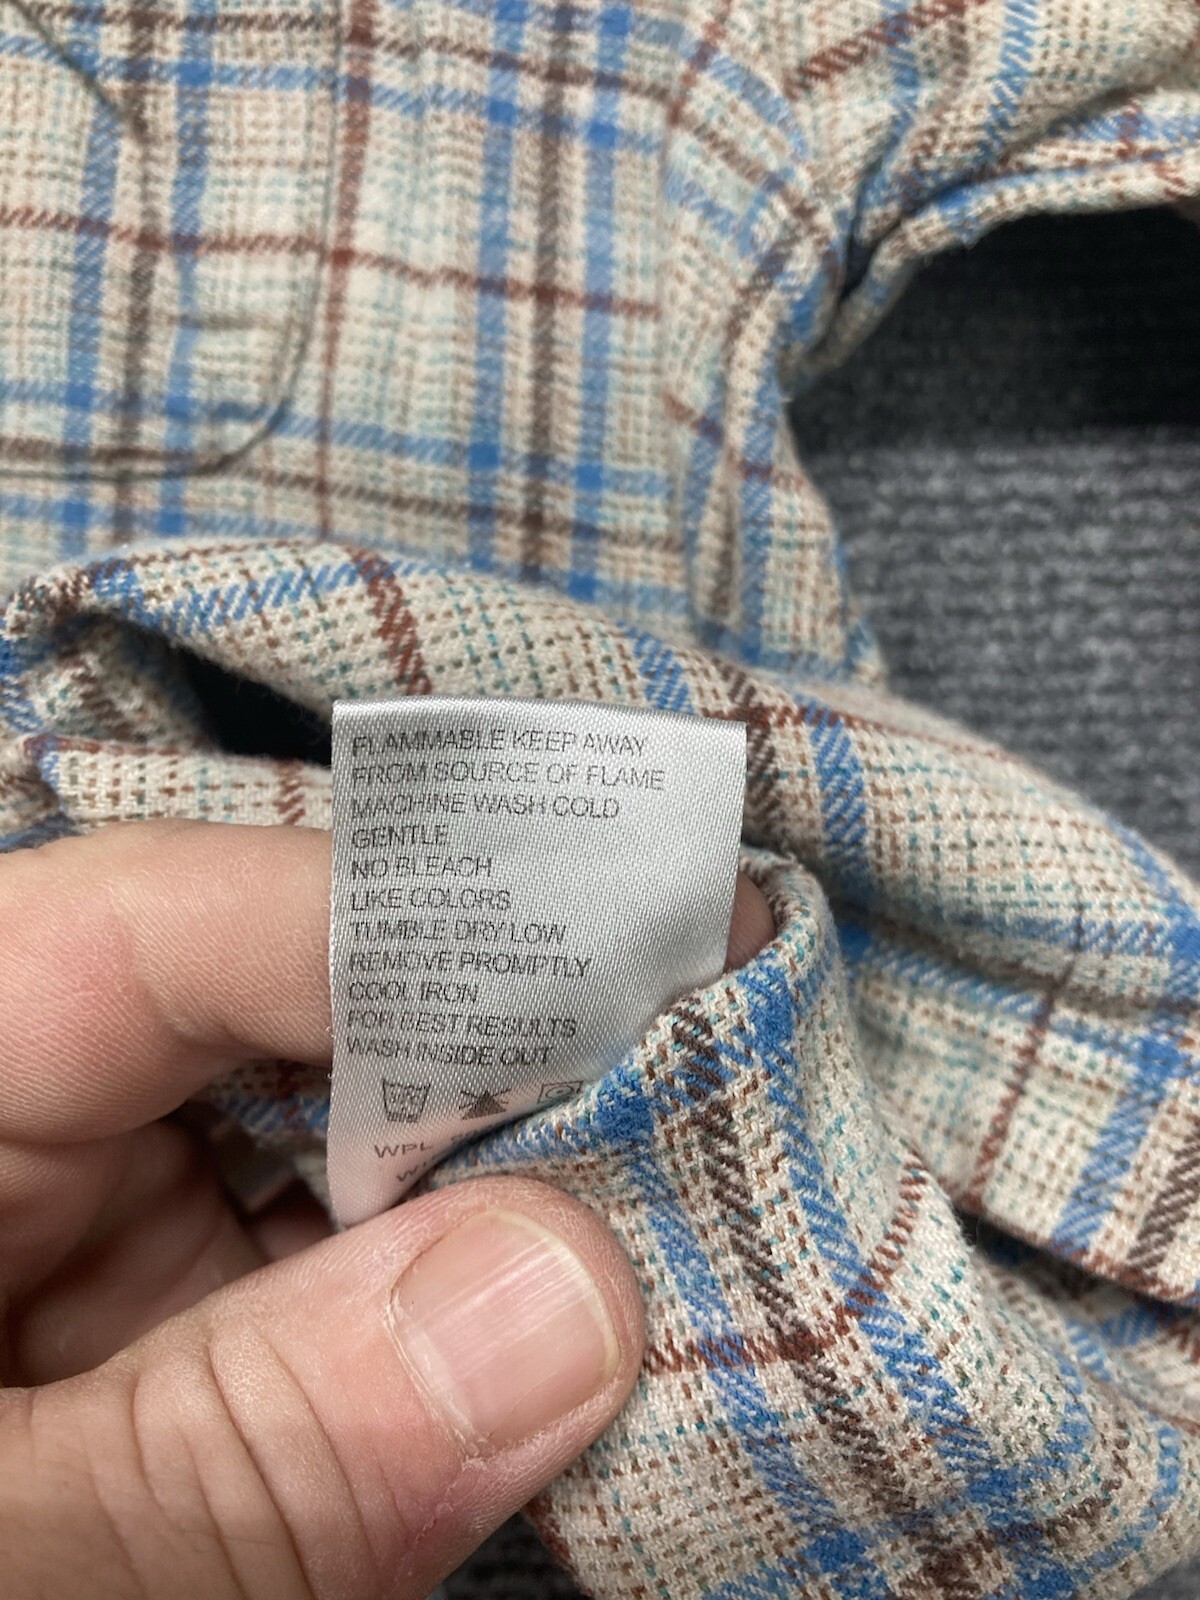 FLAMMABLE KEEP AWAY
FROM SOURCE OF FLAME
MACHINE WASH COLD
GENTLE
NO BLEACH
LIKE COLORS
TUMBLE DRY LOW
REMOVE PROMPTLY
COOL IRON
FOR BEST RESULTS
WASH INSIDE OUT
WPL